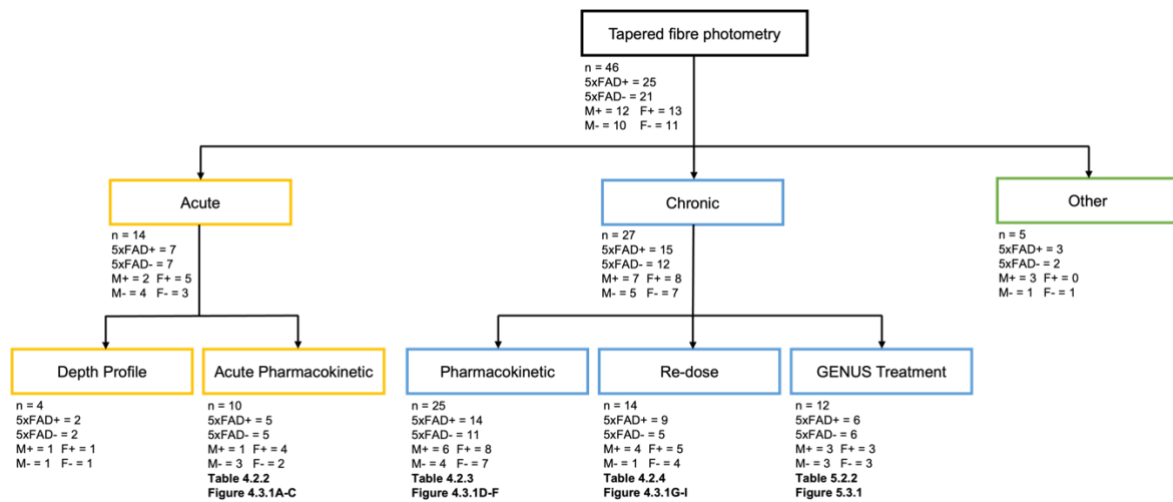 Tapered fibre photometry
n = 46
5xFAD+ = 25
5xFAD- = 21
M+ = 12 F+ = 13
M- = 10 F- = 11
Acute
n = 14
5xFAD+ = 7
5xFAD- = 7
M+ = 2 F+ = 5
M- = 4 F- = 3
Chronic
n = 27
5xFAD+ = 15
5xFAD- = 12
M+ = 7 F+ = 8
M- = 5 F- = 7
Other
n = 5
5xFAD+ = 3
5xFAD- = 2
M+ = 3 F+ = 0
M- = 1 F- = 1
Depth Profile
n = 4
5xFAD+ = 2
5xFAD- = 2
M+ = 1 F+ = 1
M- = 1 F- = 1
Acute Pharmacokinetic
n = 10
5xFAD+ = 5
5xFAD- = 5
M+ = 1 F+ = 4
M- = 3 F- = 2
Table 4.2.2
Figure 4.3.1A-C
Pharmacokinetic
n = 25
5xFAD+ = 14
5xFAD- = 11
M+ = 6 F+ = 8
M- = 4 F- = 7
Table 4.2.3
Figure 4.3.1D-F
Re-dose
n = 14
5xFAD+ = 9
5xFAD- = 5
M+ = 4 F+ = 5
M- = 1 F- = 4
Table 4.2.4
Figure 4.3.1G-I
GENUS Treatment
n = 12
5xFAD+ = 6
5xFAD- = 6
M+ = 3 F+ = 3
M- = 3 F- = 3
Table 5.2.2
Figure 5.3.1